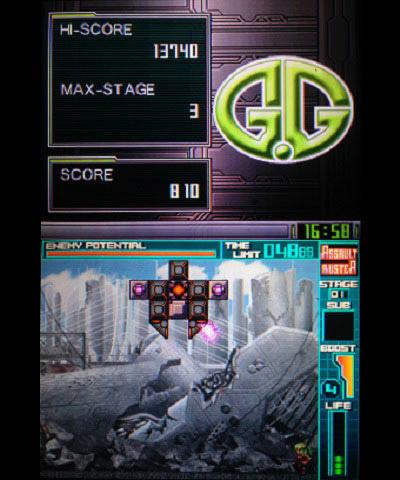 HI-SCORE
13740
MAX-STAGE
3
G.G
SCORE
810
16:58
ENEMY POTENTIAL
TIME LIMIT 04889
ASSAULT BUSTER
STAGE
01
SUB
BOOST
4
LIFE